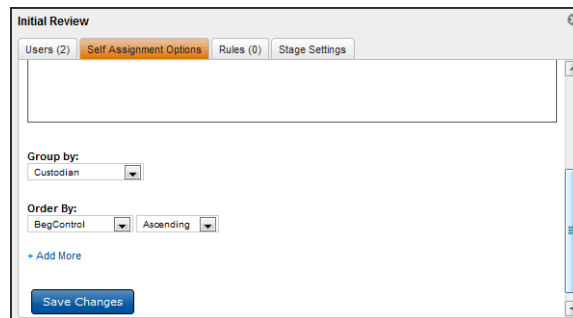 Initial Review
Users (2) Self Assignment Options Rules (0) Stage Settings
Group by:
Custodian
Order By:
BegControl Ascending
+ Add More
Save Changes